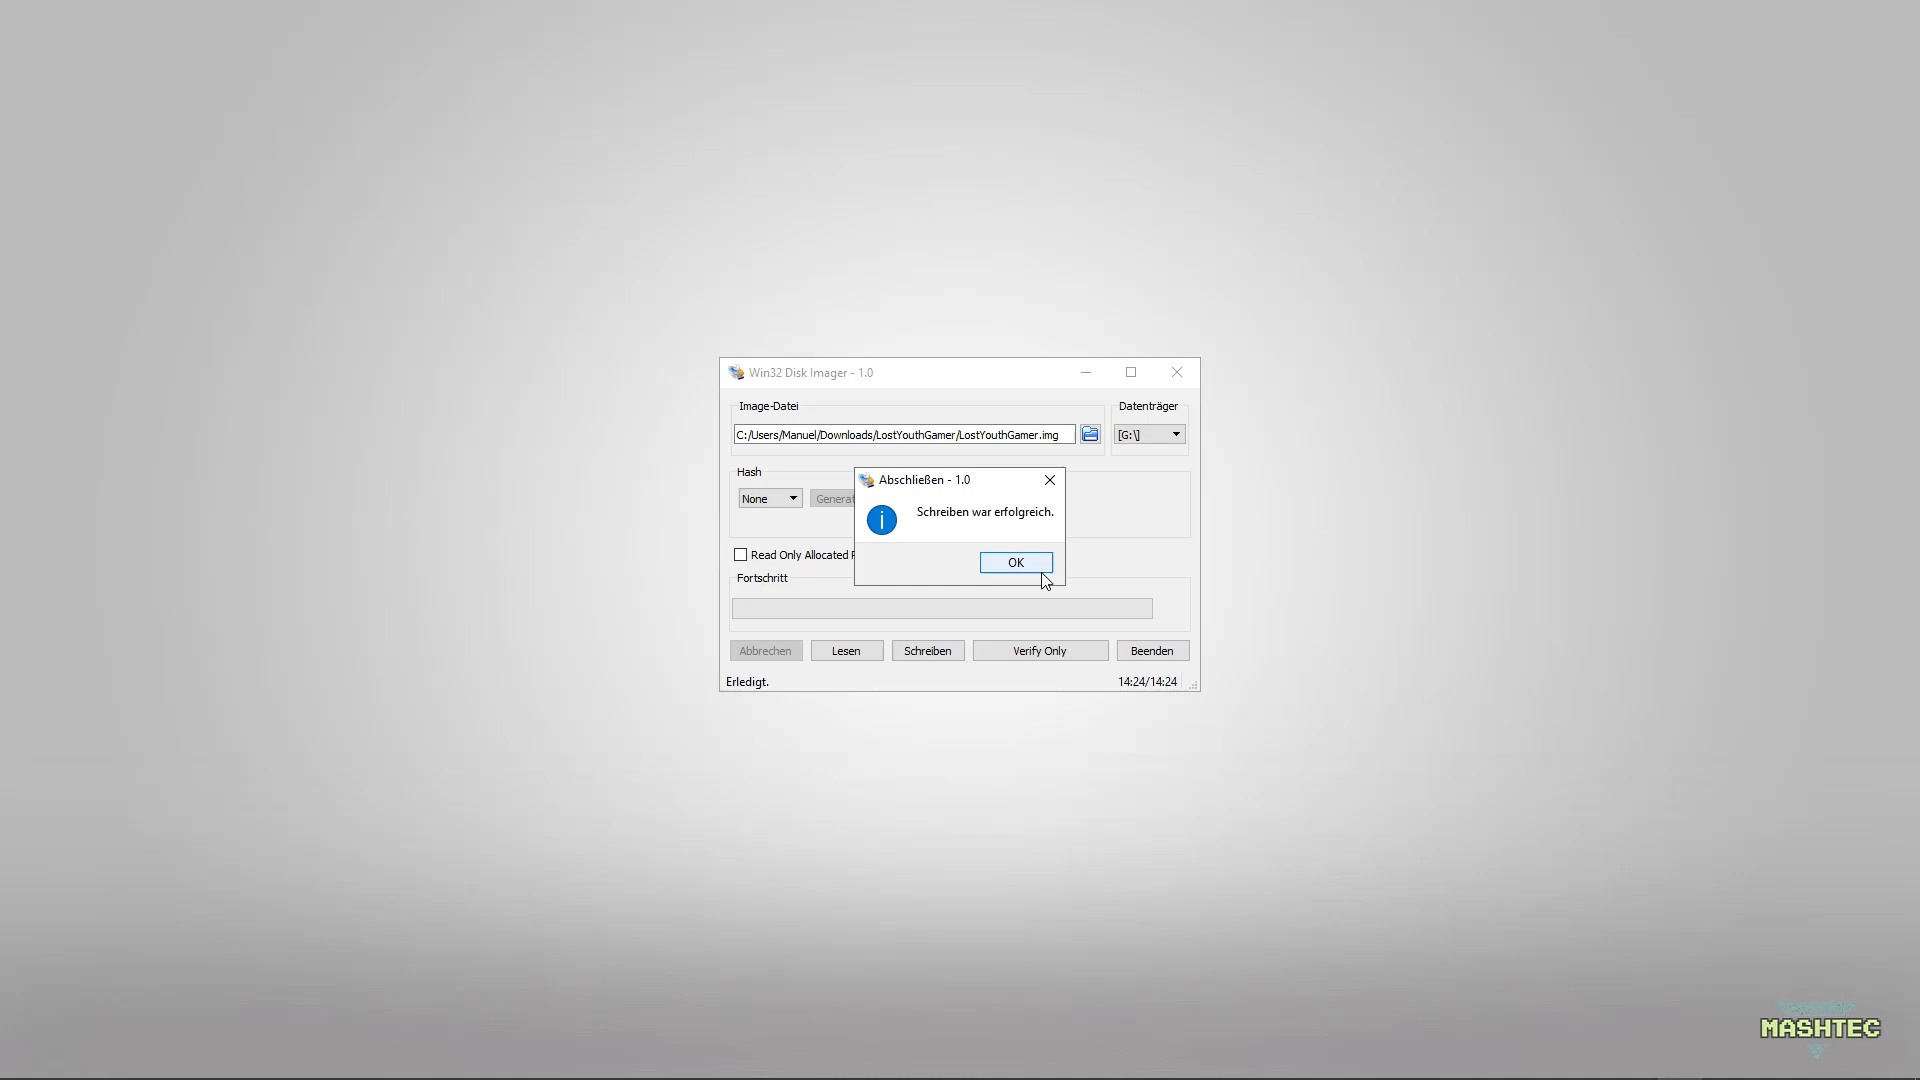 Win32 Disk Imager - 1.0
Image-Datei
Datenträger
C:/Users/Manuel/Downloads/LostYouthGamer/LostYouthGamer.img
[G:\]
Hash
None
Generat
Abschließen - 1.0
Schreiben war erfolgreich.
OK
Read Only Allocated
Fortschritt
Abbrechen
Lesen
Schreiben
Verify Only
Beenden
Erledigt.
14:24/14:24
MASHTEC